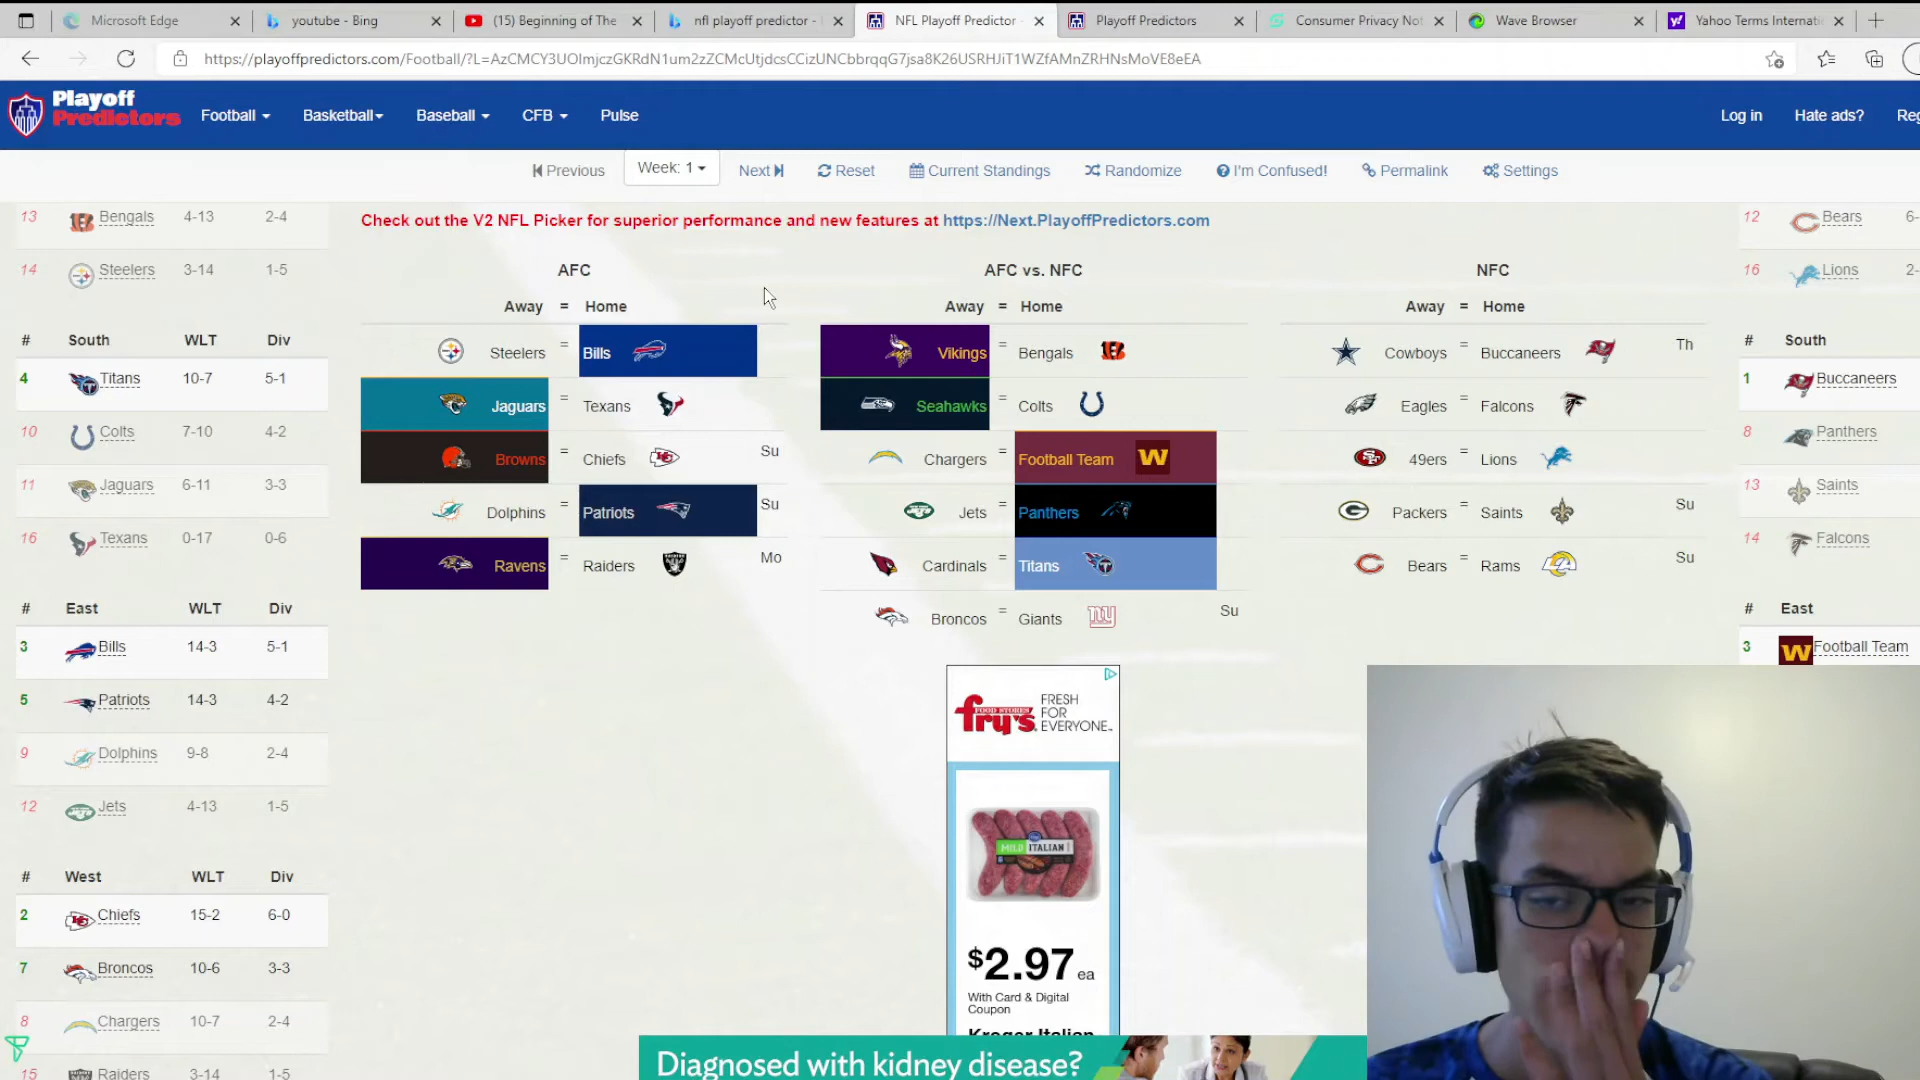 Microsoft Edge
youtube - Bing
(15) Beginning of The
nfl playoff predictor -
NFL Playoff Predictor -
Playoff Predictors
Consumer Privacy Not
Wave Browser
Yahoo Terms Internati
https://playoffpredictors.com/Football/?L=AzCMCY3UOImjczGKRdN1um2zZCMcUtjdcsCCizUNCbbrqqG7jsa8K26USRHJiT1WZfAMnZRHNsMoVE8eEA
Playoff Predictors
Football Basketball Baseball CFB Pulse
Log in Hate ads? Reg
Previous Week: 1 Next Reset Current Standings Randomize I'm Confused! Permalink Settings
Check out the V2 NFL Picker for superior performance and new features at https://Next.PlayoffPredictors.com
13 Bengals 4-13 2-4
14 Steelers 3-14 1-5
# South WLT Div
4 Titans 10-7 5-1
10 Colts 7-10 4-2
11 Jaguars 6-11 3-3
16 Texans 0-17 0-6
# East WLT Div
3 Bills 14-3 5-1
5 Patriots 14-3 4-2
9 Dolphins 9-8 2-4
12 Jets 4-13 1-5
# West WLT Div
2 Chiefs 15-2 6-0
7 Broncos 10-6 3-3
8 Chargers 10-7 2-4
15 Raiders 3-14 1-5
AFC
Away = Home
Steelers = Bills
Jaguars = Texans
Browns = Chiefs Su
Dolphins = Patriots Su
Ravens = Raiders Mo
AFC vs. NFC
Away = Home
Vikings = Bengals
Seahawks = Colts
Chargers = Football Team
Jets = Panthers
Cardinals = Titans
Broncos = Giants Su
NFC
Away = Home
Cowboys = Buccaneers Th
Eagles = Falcons
49ers = Lions
Packers = Saints Su
Bears = Rams Su
12 Bears 6-
16 Lions 2-
# South
1 Buccaneers
8 Panthers
13 Saints
14 Falcons
# East
3 Football Team
fry's
FOOD STORES
FRESH
FOR
EVERYONE™
MILD ITALIAN
$2.97 ea
With Card & Digital
Coupon
Kroger Italian
Diagnosed with kidney disease?